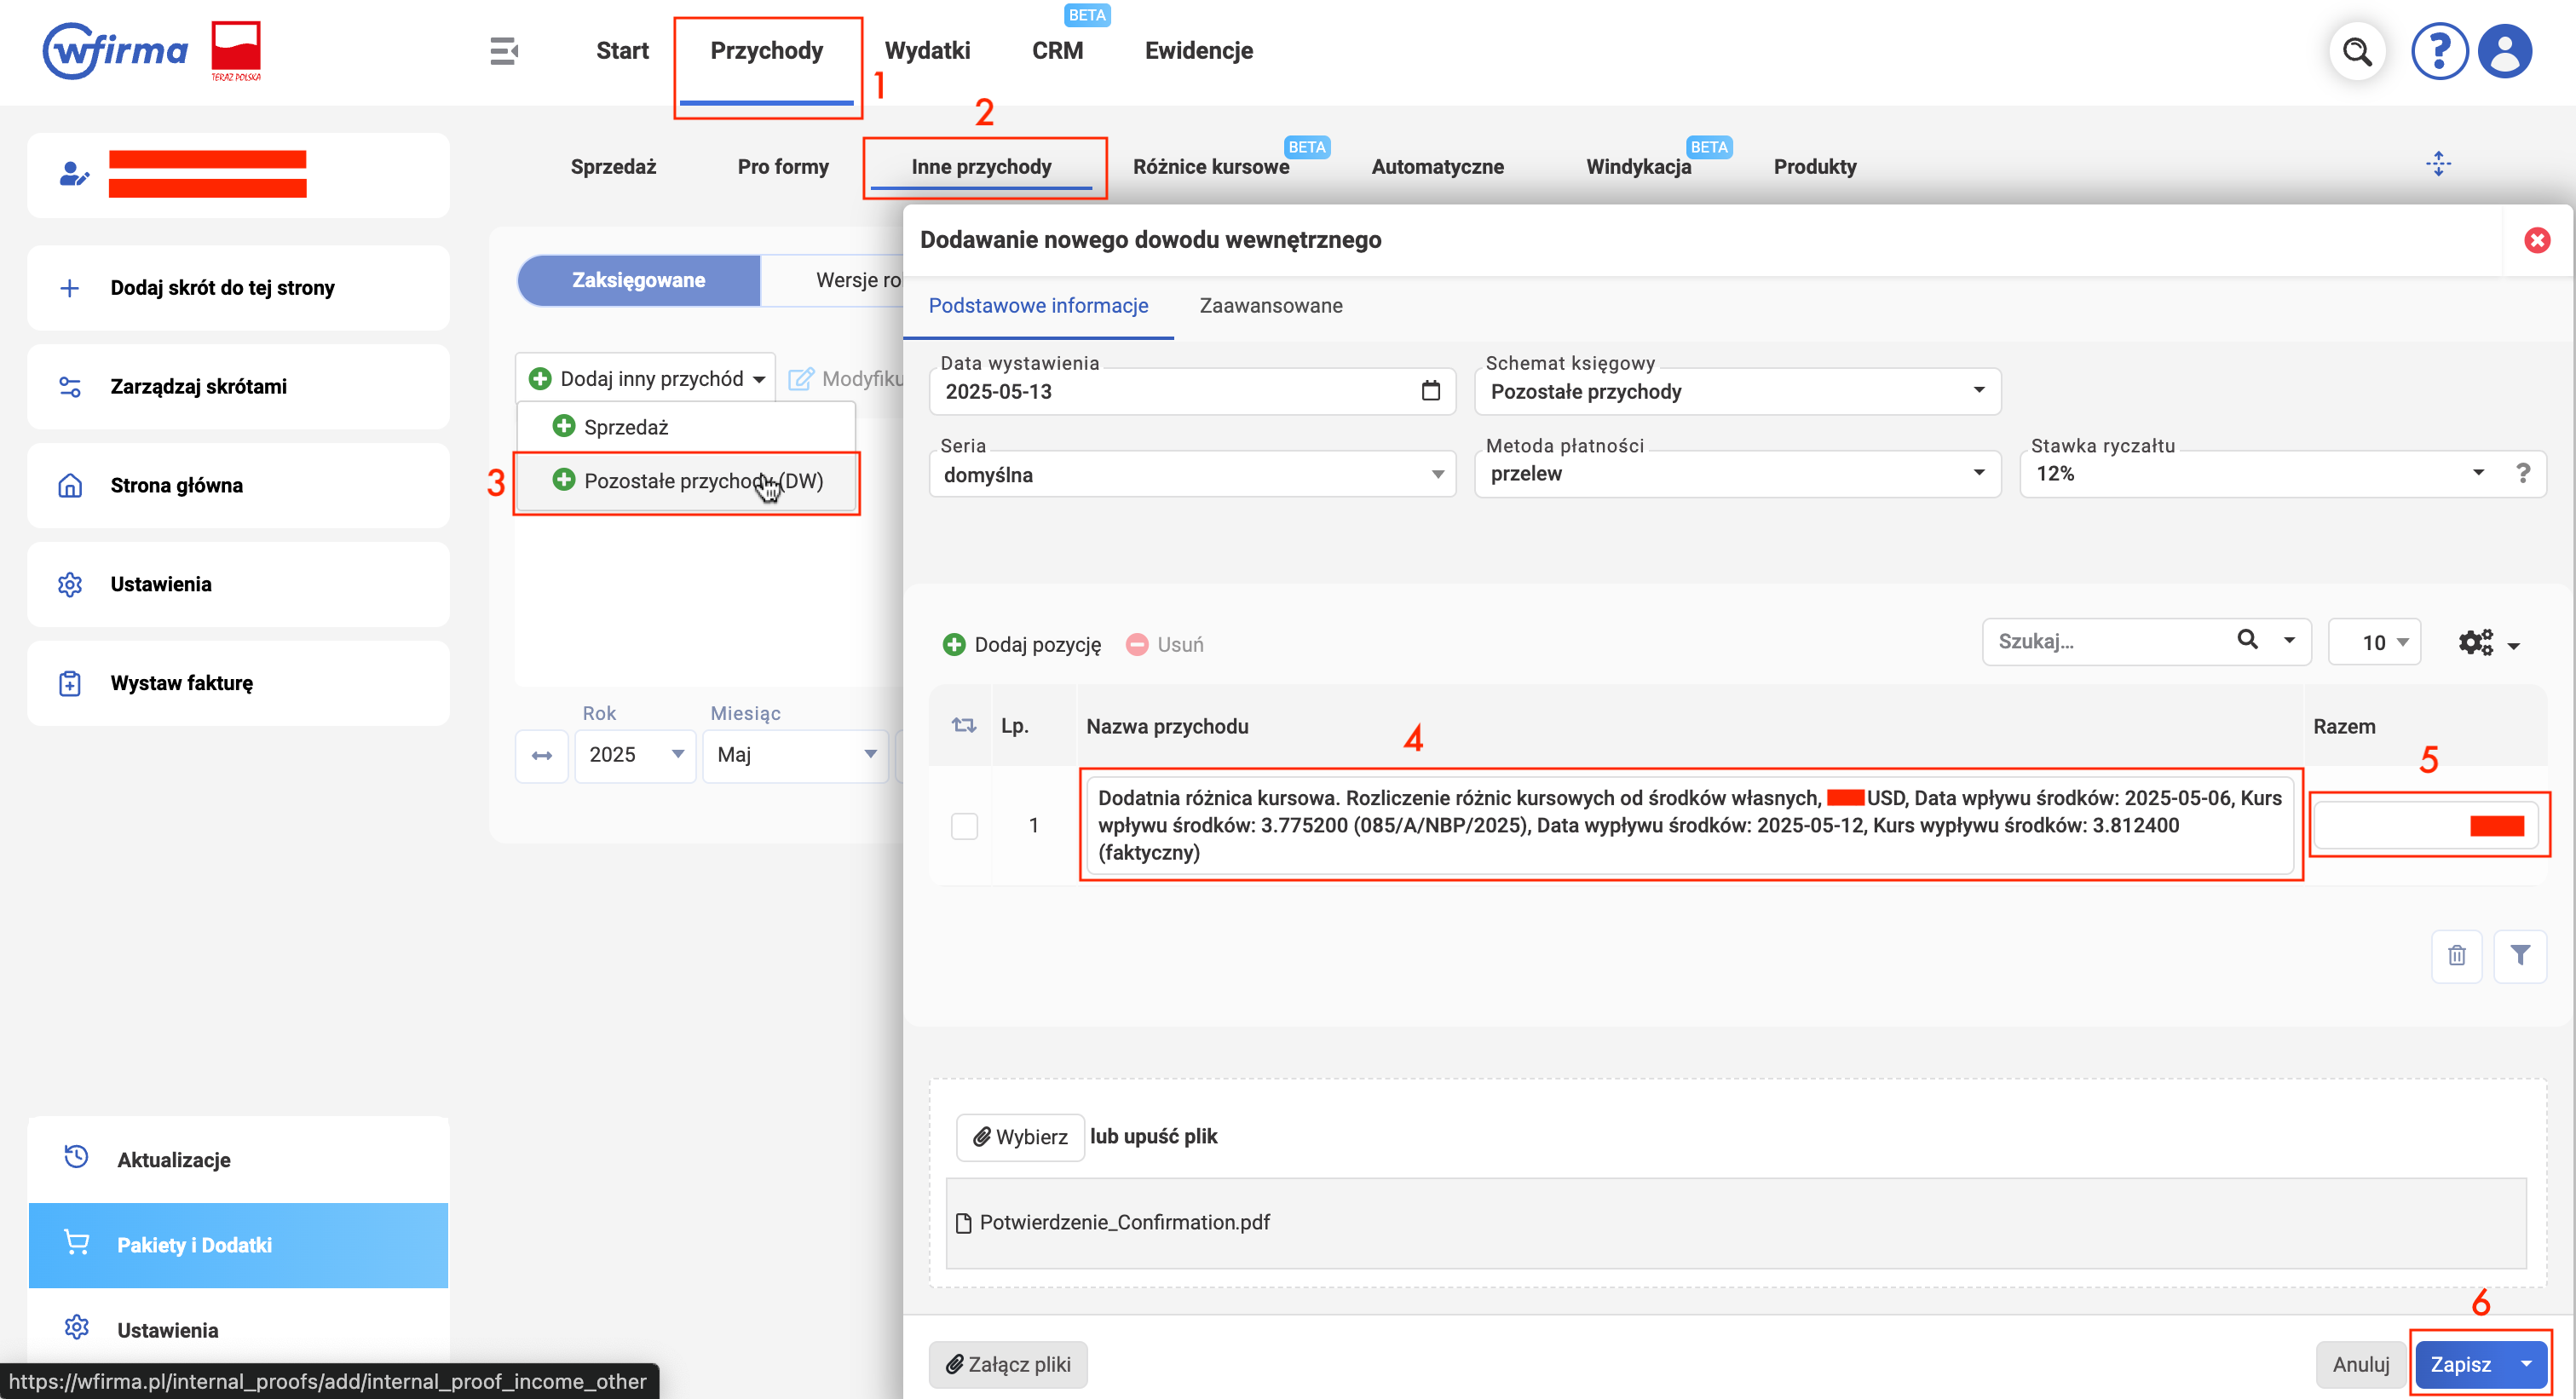 wfirma
TERAZ POLSKA
Start
Przychody
Wydatki
BETA
CRM
Ewidencje
?
1
2
Sprzedaż
Pro formy
Inne przychody
Różnice kursowe
BETA
Automatyczne
Windykacja
BETA
Produkty
Dodaj skrót do tej strony
Zarządzaj skrótami
Strona główna
Ustawienia
Wystaw fakturę
Zaksięgowane
Wersje ro
Dodaj inny przychód
Modyfiku
Sprzedaż
3
Pozostałe przychody (DW)
Rok
Miesiąc
2025
Maj
Dodawanie nowego dowodu wewnętrznego
Podstawowe informacje
Zaawansowane
Data wystawienia
2025-05-13
Schemat księgowy
Pozostałe przychody
Seria
domyślna
Metoda płatności
przelew
Stawka ryczałtu
12%
?
Dodaj pozycję
Usuń
Szukaj...
10
Lp.
Nazwa przychodu
4
Razem
5
1
Dodatnia różnica kursowa. Rozliczenie różnic kursowych od środków własnych, USD, Data wpływu środków: 2025-05-06, Kurs
wpływu środków: 3.775200 (085/A/NBP/2025), Data wypływu środków: 2025-05-12, Kurs wypływu środków: 3.812400
(faktyczny)
Wybierz
lub upuść plik
Potwierdzenie_Confirmation.pdf
6
Załącz pliki
Anuluj
Zapisz
Aktualizacje
Pakiety i Dodatki
Ustawienia
https://wfirma.pl/internal_proofs/add/internal_proof_income_other